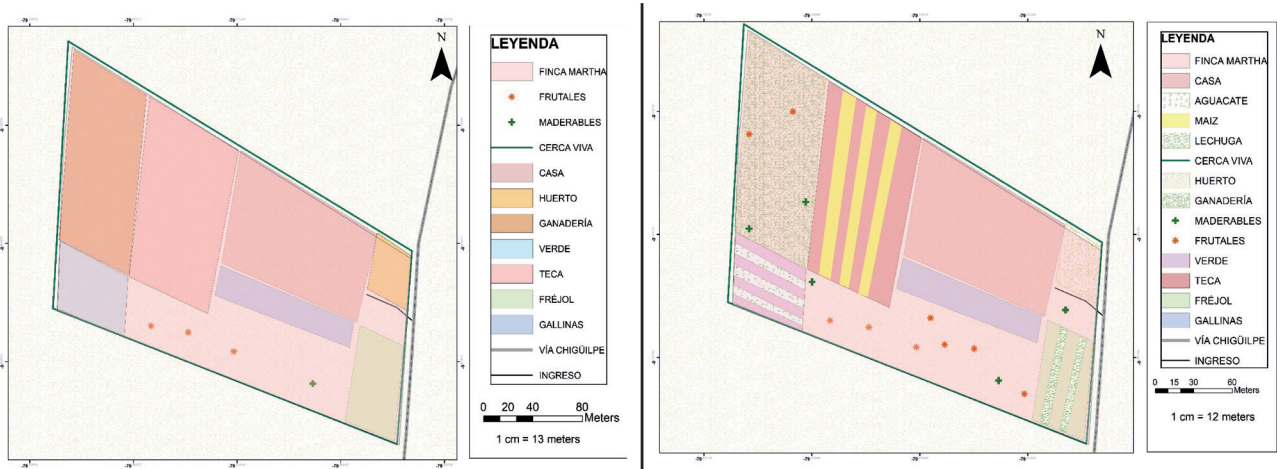 N
LEYENDA
FINCA MARTHA
FRUTALES
MADERABLES
CERCA VIVA
CASA
HUERTO
GANADERÍA
VERDE
TECA
FRÉJOL
GALLINAS
VÍA CHIGÜILPE
INGRESO
0 20 40 80
Meters
1 cm = 13 meters
N
LEYENDA
FINCA MARTHA
CASA
AGUACATE
MAIZ
LECHUGA
CERCA VIVA
HUERTO
GANADERÍA
MADERABLES
FRUTALES
VERDE
TECA
FRÉJOL
GALLINAS
VÍA CHIGÜILPE
INGRESO
0 15 30 60
Meters
1 cm = 12 meters